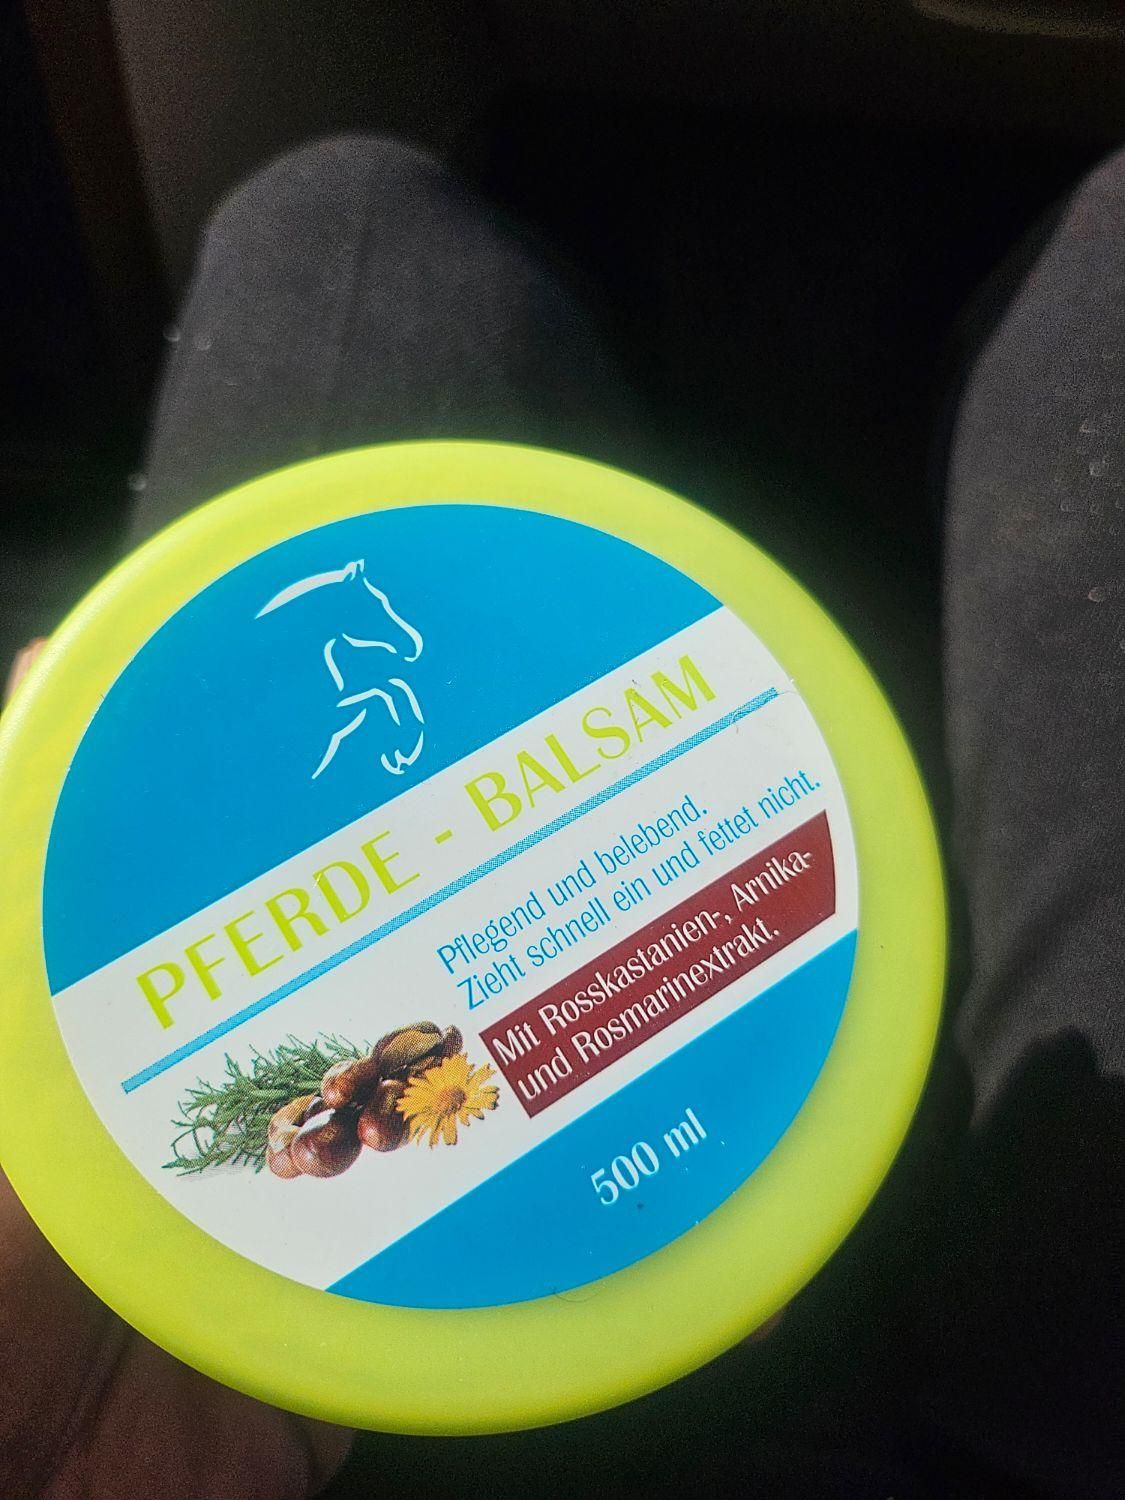 PFERDE - BALSAM
Pflegend und belebend.
Zieht schnell ein und fettet nicht.
Mit Rosskastanien-, Arnika-
und Rosmarinextrakt.
500 ml